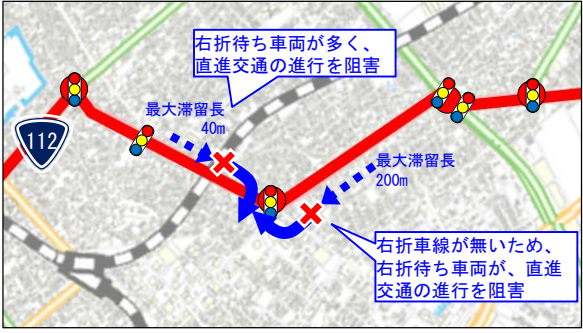 右折待ち車両が多く、
直進交通の進行を阻害
最大滞留長
40m
112
最大滞留長
200m
右折車線が無いため、
右折待ち車両が、直進
交通の進行を阻害